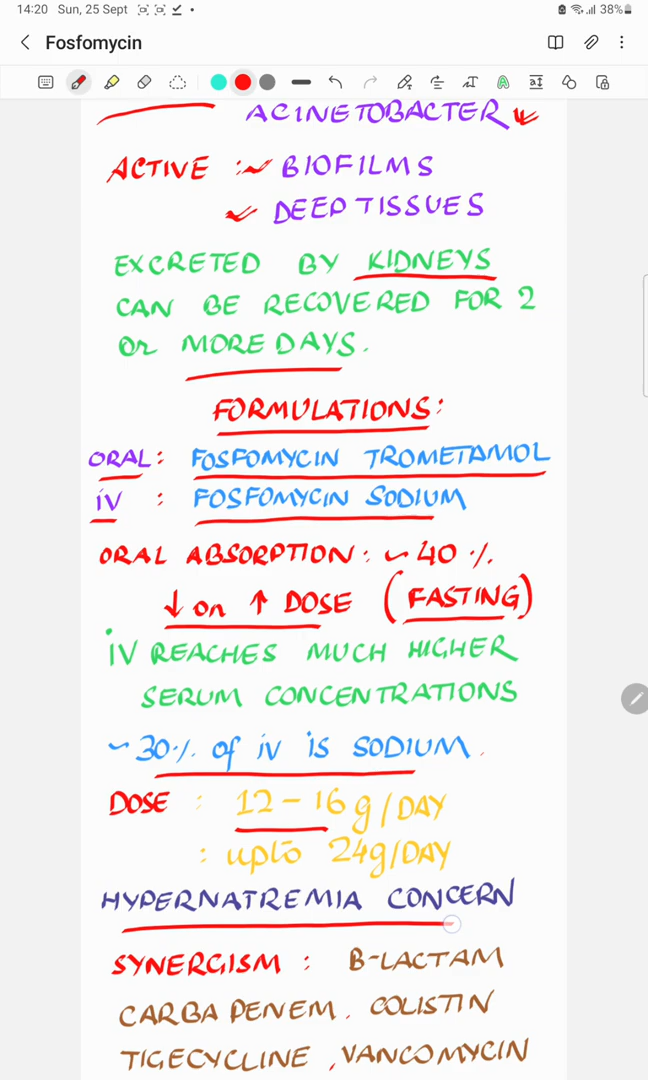 14:20 Sun, 25 Sept 38%
Fosfomycin
ACINETOBACTER
ACTIVE : BIOFILMS
DEEP TISSUES
EXCRETED BY KIDNEYS
CAN BE RECOVERED FOR 2
Or MORE DAYS.
FORMULATIONS:
ORAL: FOSFOMYCIN TROMETAMOL
iV : FOSFOMYCIN SODIUM
ORAL ABSORPTION: ~ 40 %
↓ on ↑ DOSE (FASTING)
iV REACHES MUCH HIGHER
SERUM CONCENTRATIONS
~ 30% of iv is SODIUM.
DOSE : 12 - 16g/DAY
: upto 24g/DAY
HYPERNATREMIA CONCERN
SYNERGISM : B-LACTAM
CARBAPENEM, COLISTIN
TIGECYCLINE, VANCOMYCIN